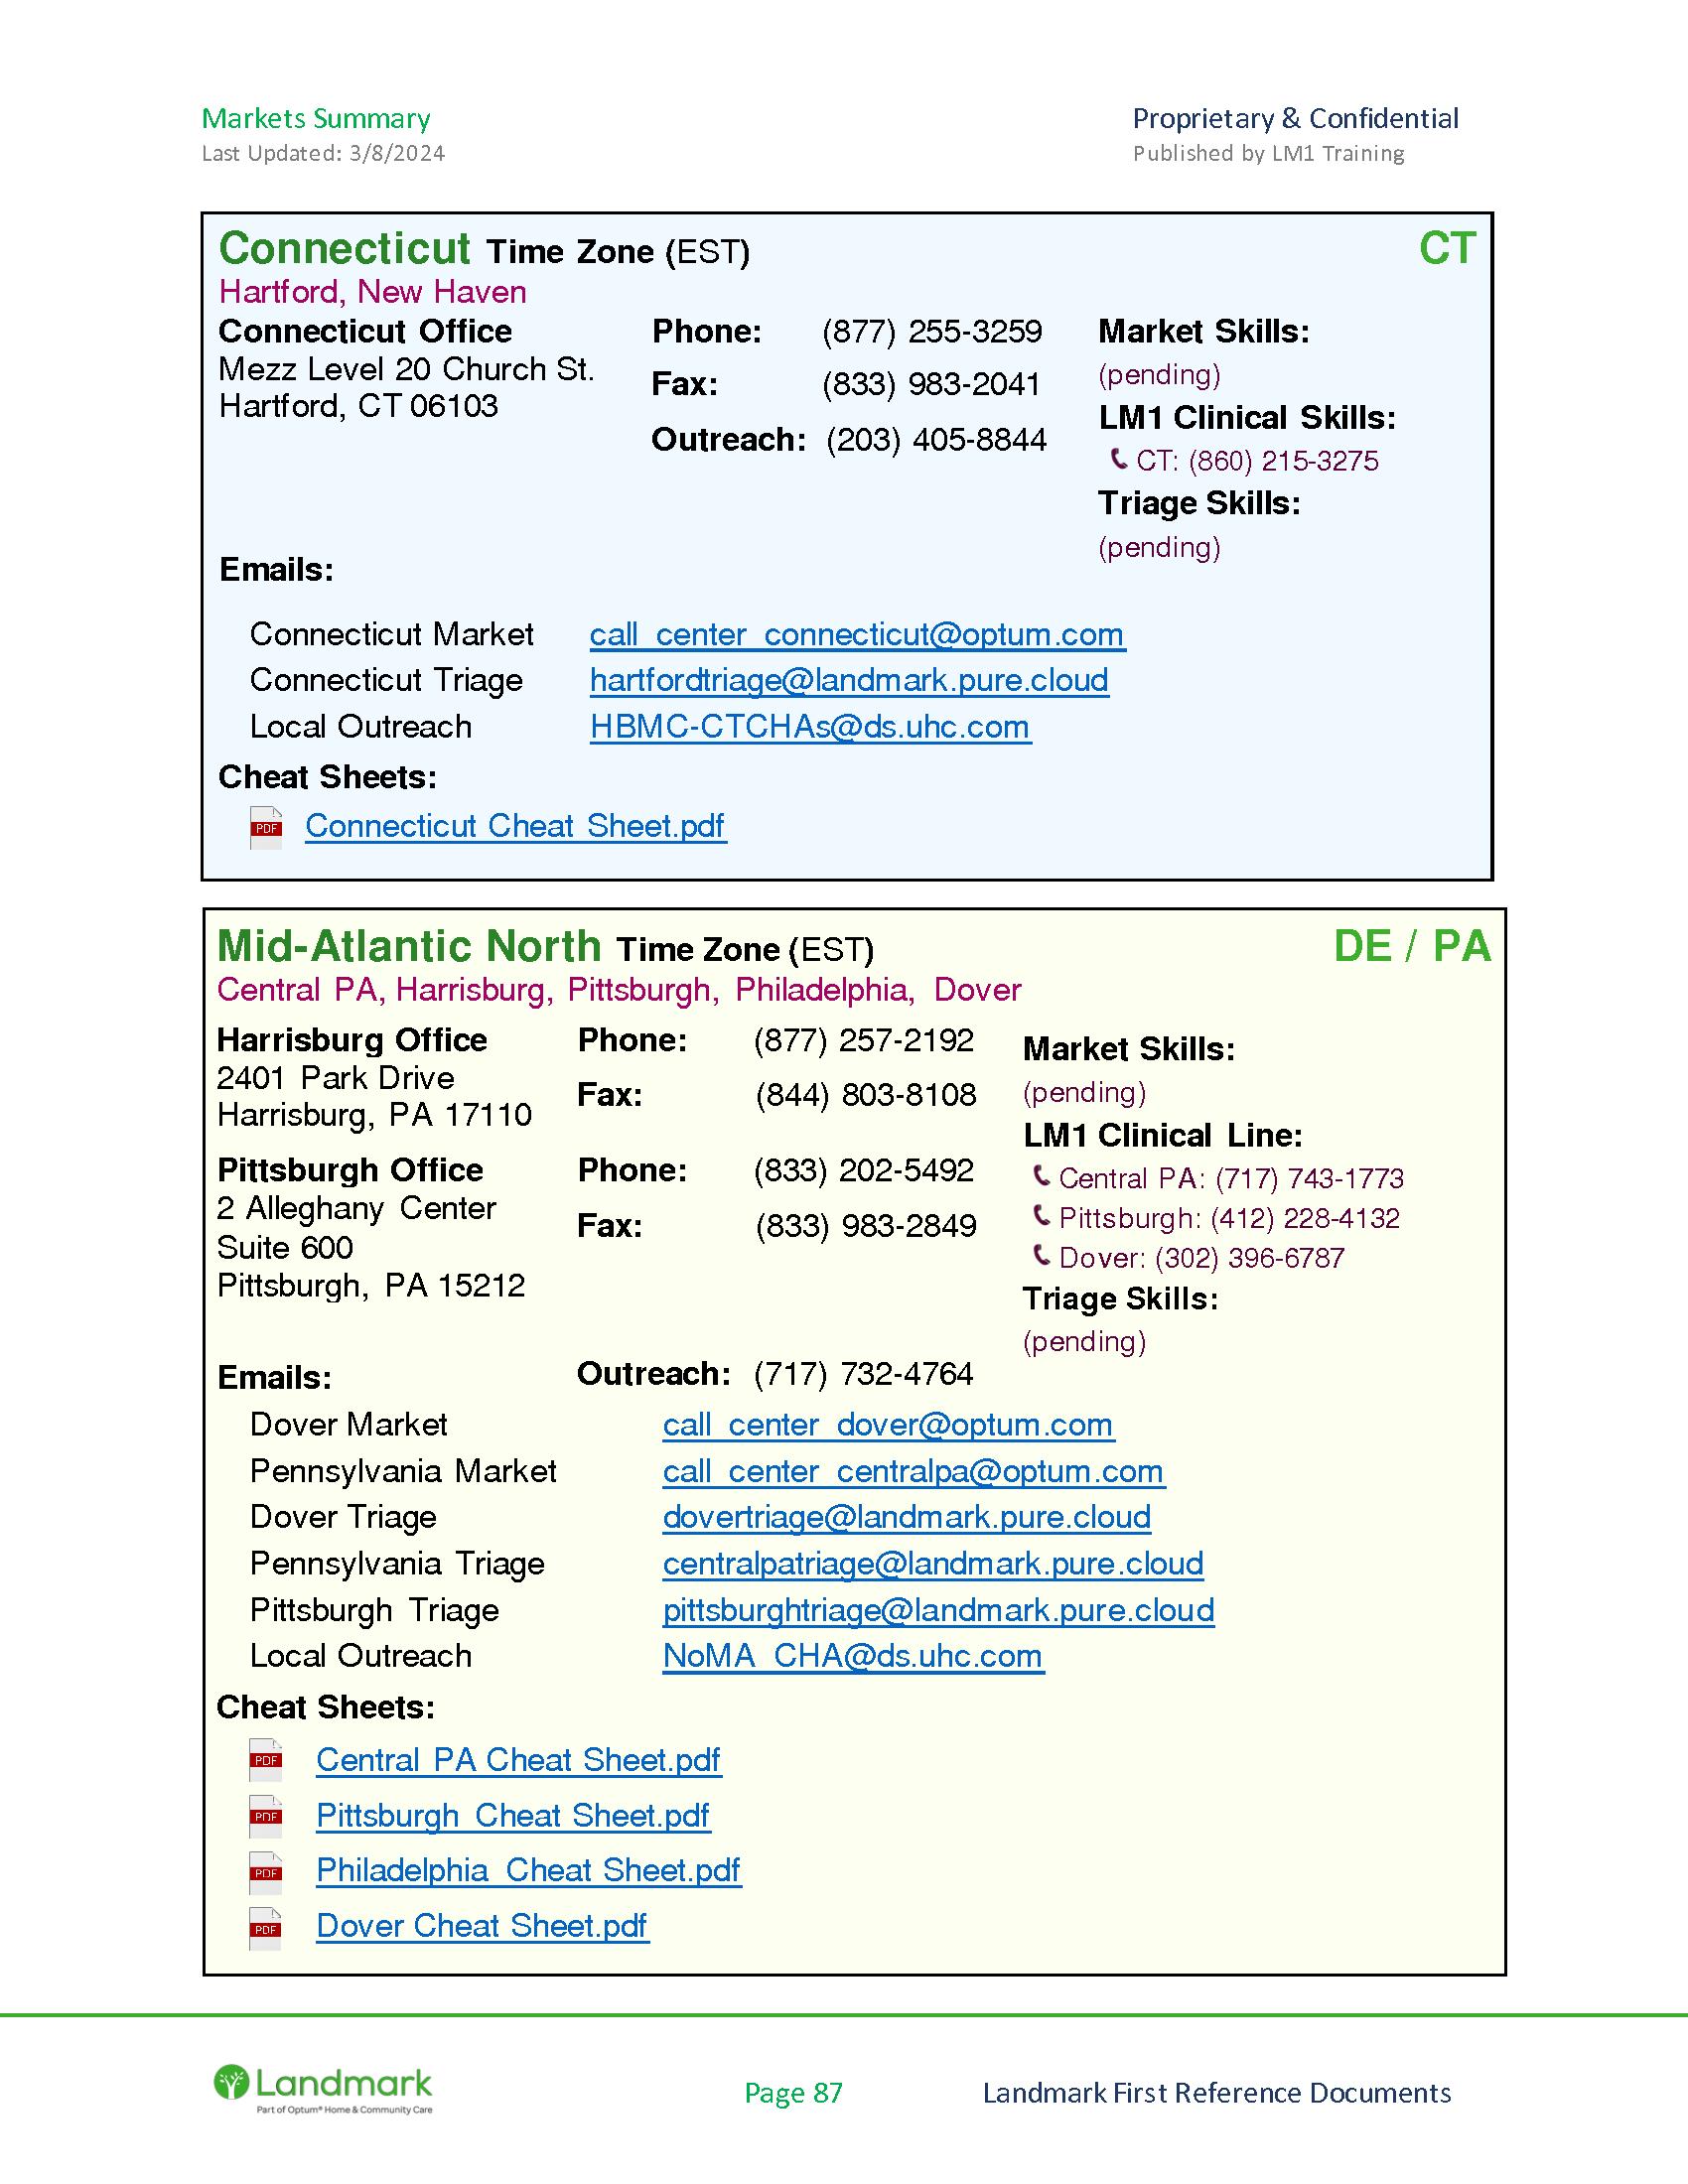 Markets Summary
Proprietary & Confidential
Last Updated: 3/8/2024
Published by LM1 Training
Connecticut Time Zone (EST)
CT
Hartford, New Haven
Connecticut Office
Mezz Level 20 Church St.
Hartford, CT 06103
Phone: (877) 255-3259
Fax: (833) 983-2041
Outreach: (203) 405-8844
Market Skills:
(pending)
LM1 Clinical Skills:
CT: (860) 215-3275
Triage Skills:
(pending)
Emails:
Connecticut Market call_center_connecticut@optum.com
Connecticut Triage hartfordtriage@landmark.pure.cloud
Local Outreach HBMC-CTCHAs@ds.uhc.com
Cheat Sheets:
PDF Connecticut Cheat Sheet.pdf
Mid-Atlantic North Time Zone (EST)
DE / PA
Central PA, Harrisburg, Pittsburgh, Philadelphia, Dover
Harrisburg Office
2401 Park Drive
Harrisburg, PA 17110
Phone: (877) 257-2192
Fax: (844) 803-8108
Pittsburgh Office
2 Alleghany Center
Suite 600
Pittsburgh, PA 15212
Phone: (833) 202-5492
Fax: (833) 983-2849
Market Skills:
(pending)
LM1 Clinical Line:
Central PA: (717) 743-1773
Pittsburgh: (412) 228-4132
Dover: (302) 396-6787
Triage Skills:
(pending)
Emails:
Outreach: (717) 732-4764
Dover Market call_center_dover@optum.com
Pennsylvania Market call_center_centralpa@optum.com
Dover Triage dovertriage@landmark.pure.cloud
Pennsylvania Triage centralpatriage@landmark.pure.cloud
Pittsburgh Triage pittsburghtriage@landmark.pure.cloud
Local Outreach NoMA_CHA@ds.uhc.com
Cheat Sheets:
PDF Central PA Cheat Sheet.pdf
PDF Pittsburgh Cheat Sheet.pdf
PDF Philadelphia Cheat Sheet.pdf
PDF Dover Cheat Sheet.pdf
Landmark
Part of Optum® Home & Community Care
Page 87
Landmark First Reference Documents